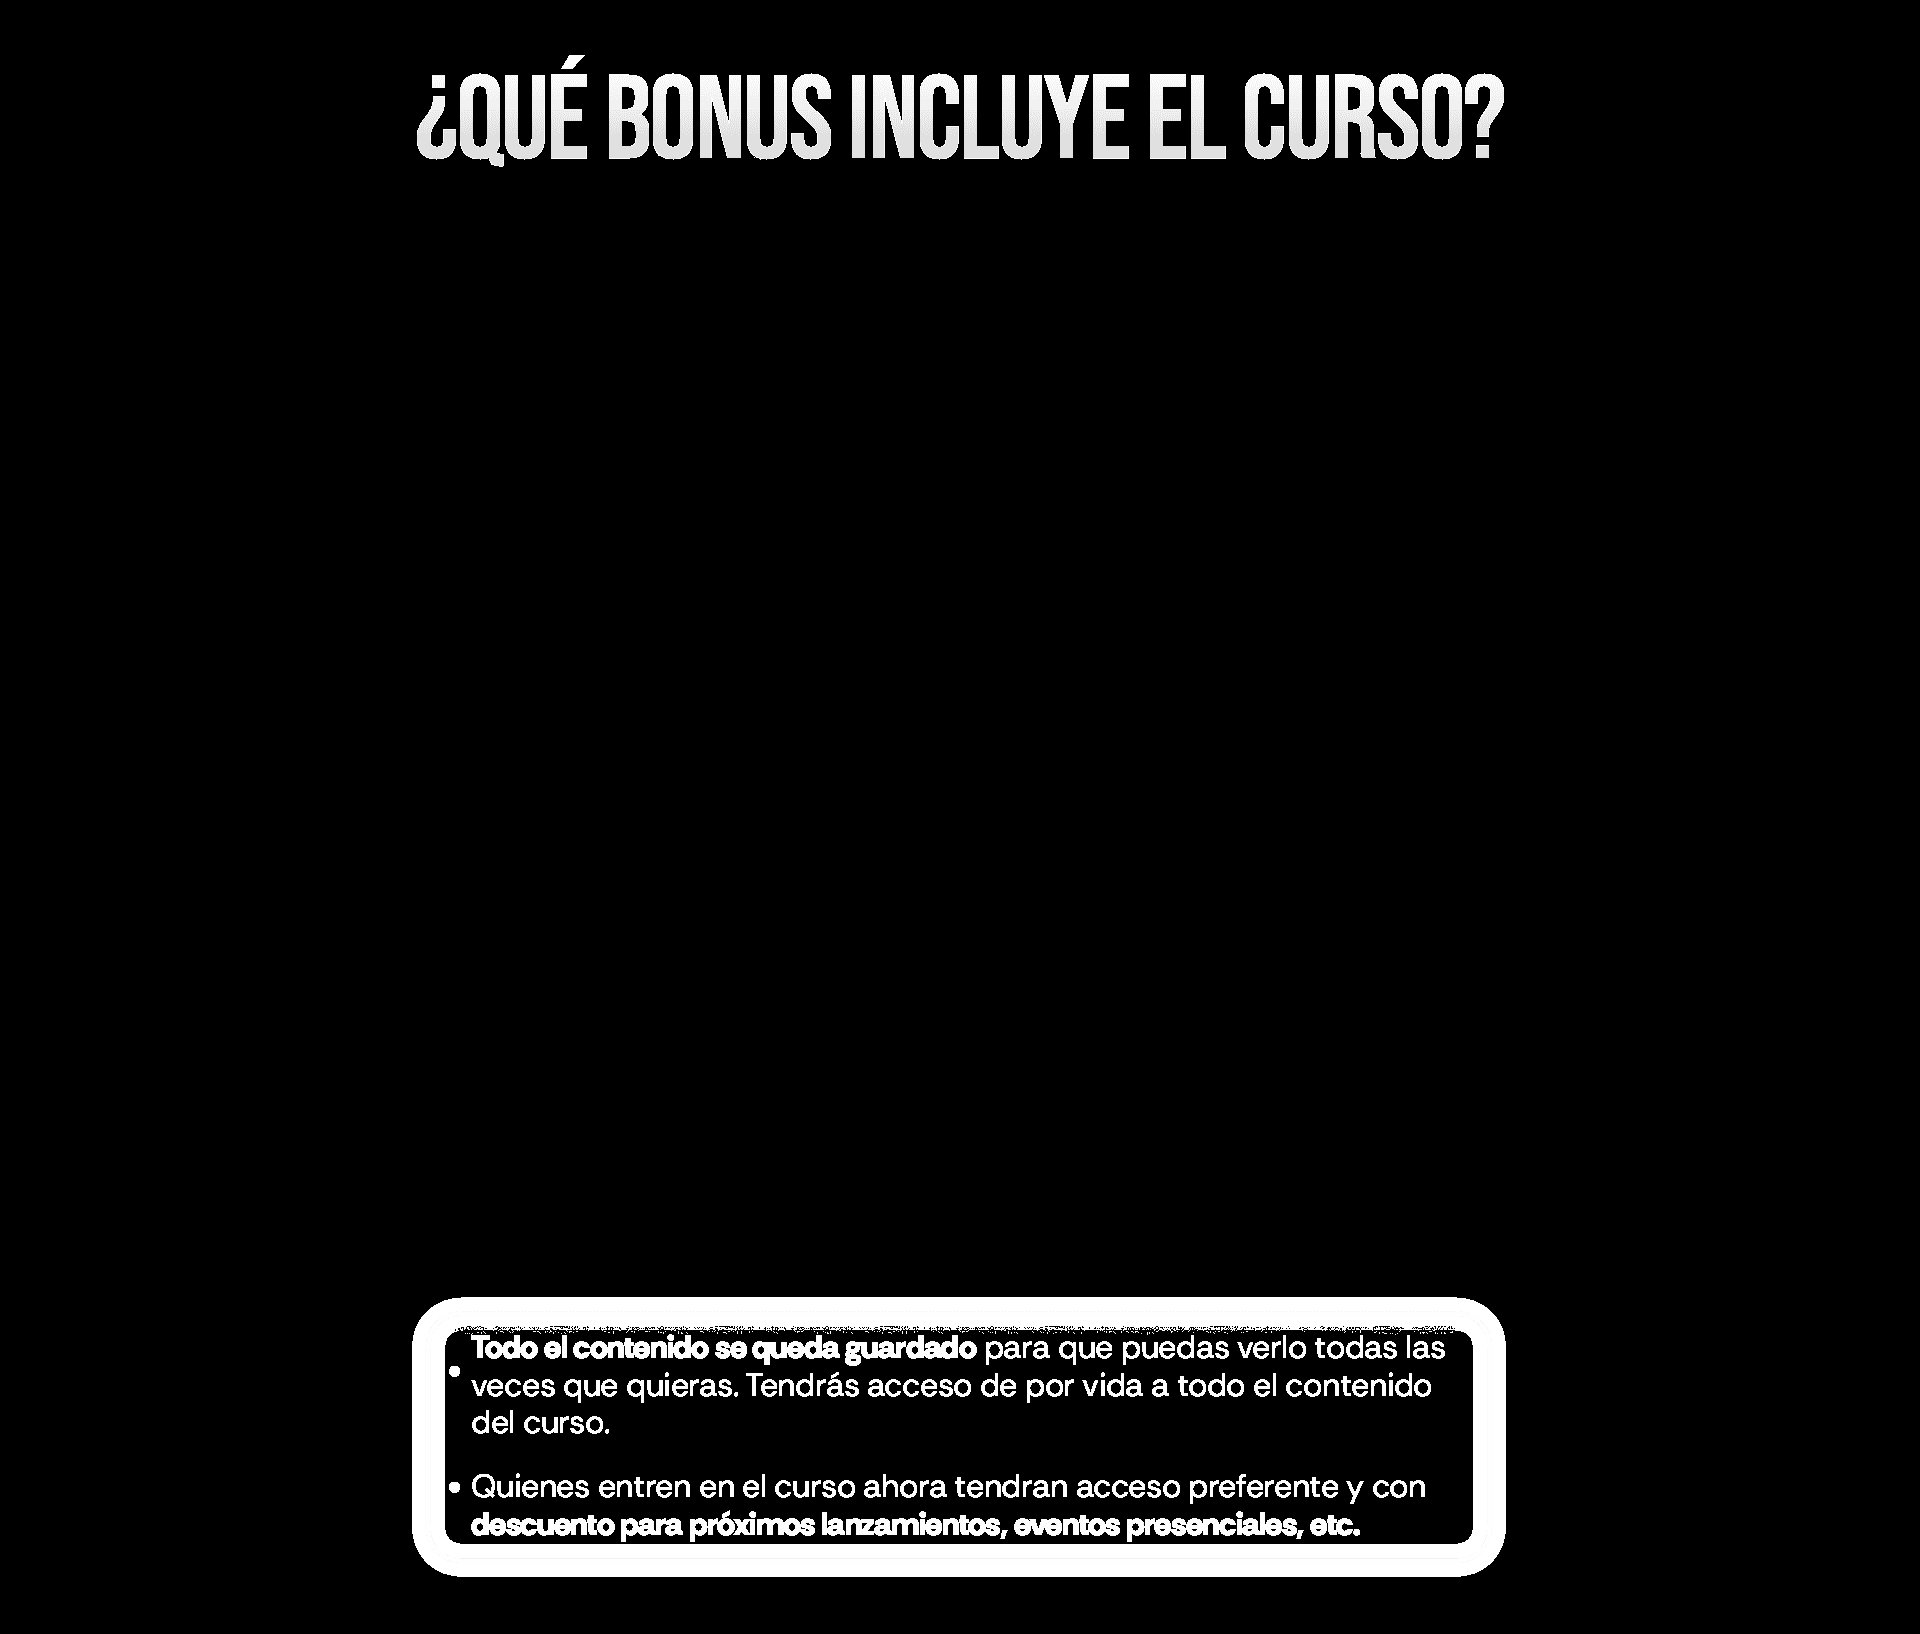 ¿QUÉ BONUS INCLUYE EL CURSO?
• Todo el contenido se queda guardado para que puedas verlo todas las
veces que quieras. Tendrás acceso de por vida a todo el contenido
del curso.
• Quienes entren en el curso ahora tendran acceso preferente y con
descuento para próximos lanzamientos, eventos presenciales, etc.